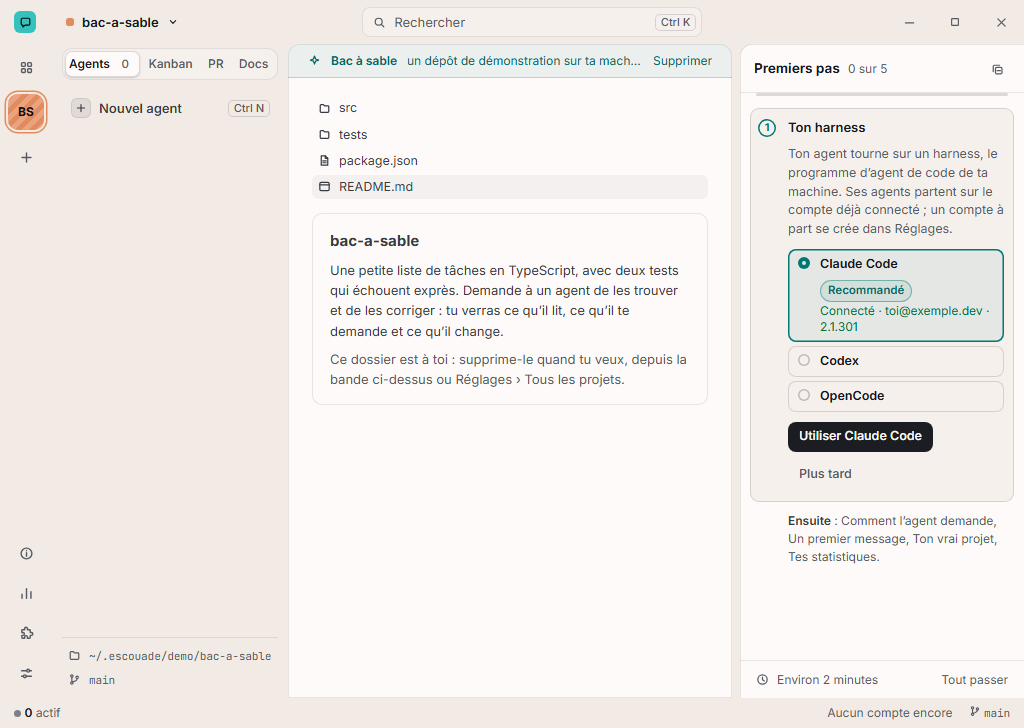 bac-a-sable
Rechercher
Ctrl K
Agents 0 Kanban PR Docs
BS
Nouvel agent Ctrl N
Bac à sable un dépôt de démonstration sur ta mach... Supprimer
src
tests
package.json
README.md
bac-a-sable
Une petite liste de tâches en TypeScript, avec deux tests
qui échouent exprès. Demande à un agent de les trouver
et de les corriger : tu verras ce qu’il lit, ce qu’il te
demande et ce qu’il change.
Ce dossier est à toi : supprime-le quand tu veux, depuis la
bande ci-dessus ou Réglages › Tous les projets.
Premiers pas 0 sur 5
1 Ton harness
Ton agent tourne sur un harness, le
programme d’agent de code de ta
machine. Ses agents partent sur le
compte déjà connecté ; un compte à
part se crée dans Réglages.
Claude Code
Recommandé
Connecté · toi@exemple.dev ·
2.1.301
Codex
OpenCode
Utiliser Claude Code
Plus tard
Ensuite : Comment l’agent demande,
Un premier message, Ton vrai projet,
Tes statistiques.
~/.escouade/demo/bac-a-sable
main
Environ 2 minutes Tout passer
0 actif
Aucun compte encore main